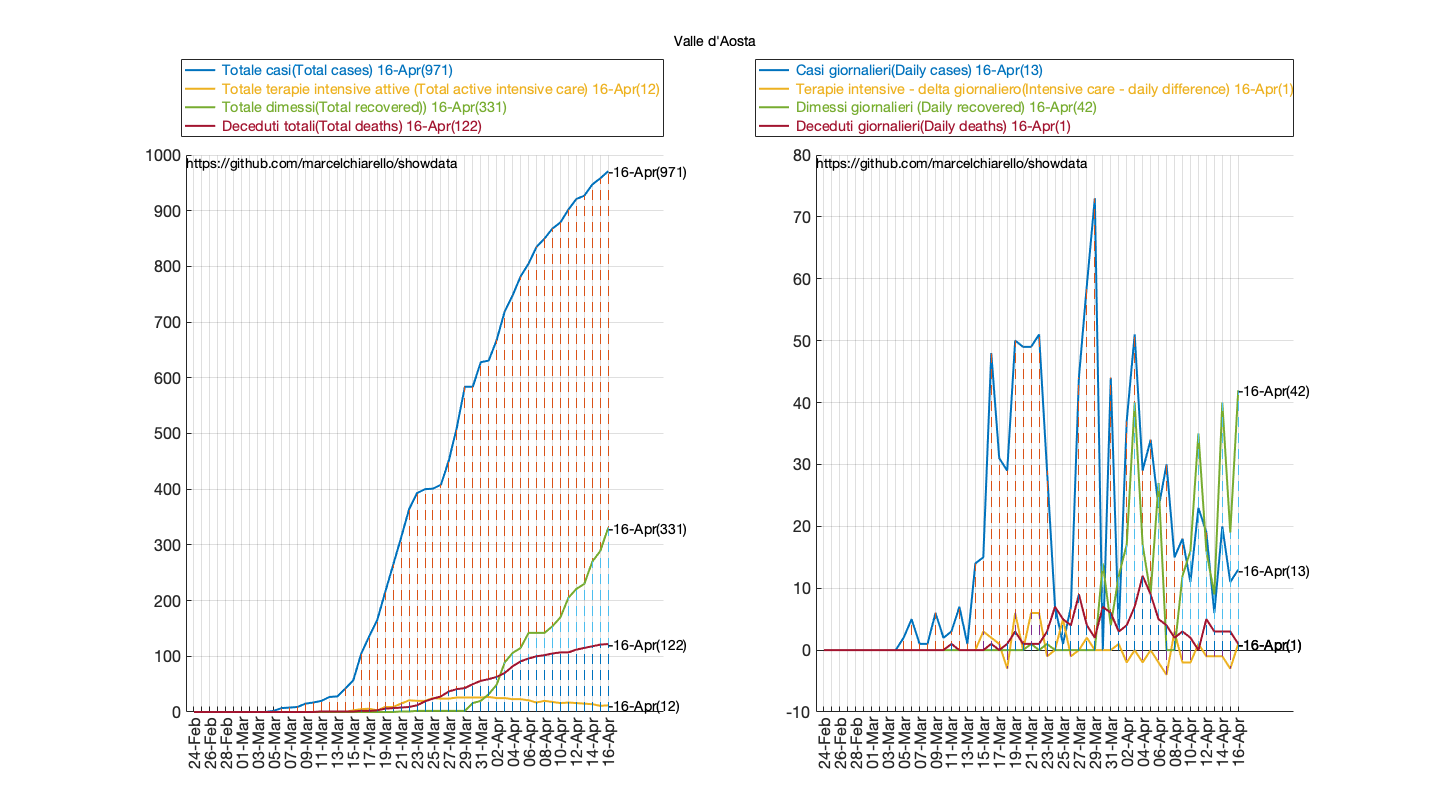 Valle d'Aosta
Totale casi(Total cases) 16-Apr(971)
Totale terapie intensive attive (Total active intensive care) 16-Apr(12)
Totale dimessi(Total recovered)) 16-Apr(331)
Deceduti totali(Total deaths) 16-Apr(122)
1000
900
800
700
600
500
400
300
200
100
0
https://github.com/marcelchiarello/showdata
16-Apr(971)
16-Apr(331)
16-Apr(122)
16-Apr(12)
24-Feb
26-Feb
28-Feb
01-Mar
03-Mar
05-Mar
07-Mar
09-Mar
11-Mar
13-Mar
15-Mar
17-Mar
19-Mar
21-Mar
23-Mar
25-Mar
27-Mar
29-Mar
31-Mar
02-Apr
04-Apr
06-Apr
08-Apr
10-Apr
12-Apr
14-Apr
16-Apr
Casi giornalieri(Daily cases) 16-Apr(13)
Terapie intensive - delta giornaliero(Intensive care - daily difference) 16-Apr(1)
Dimessi giornalieri (Daily recovered) 16-Apr(42)
Deceduti giornalieri(Daily deaths) 16-Apr(1)
80
70
60
50
40
30
20
10
0
-10
https://github.com/marcelchiarello/showdata
16-Apr(42)
16-Apr(13)
16-Apr(1)
24-Feb
26-Feb
28-Feb
01-Mar
03-Mar
05-Mar
07-Mar
09-Mar
11-Mar
13-Mar
15-Mar
17-Mar
19-Mar
21-Mar
23-Mar
25-Mar
27-Mar
29-Mar
31-Mar
02-Apr
04-Apr
06-Apr
08-Apr
10-Apr
12-Apr
14-Apr
16-Apr